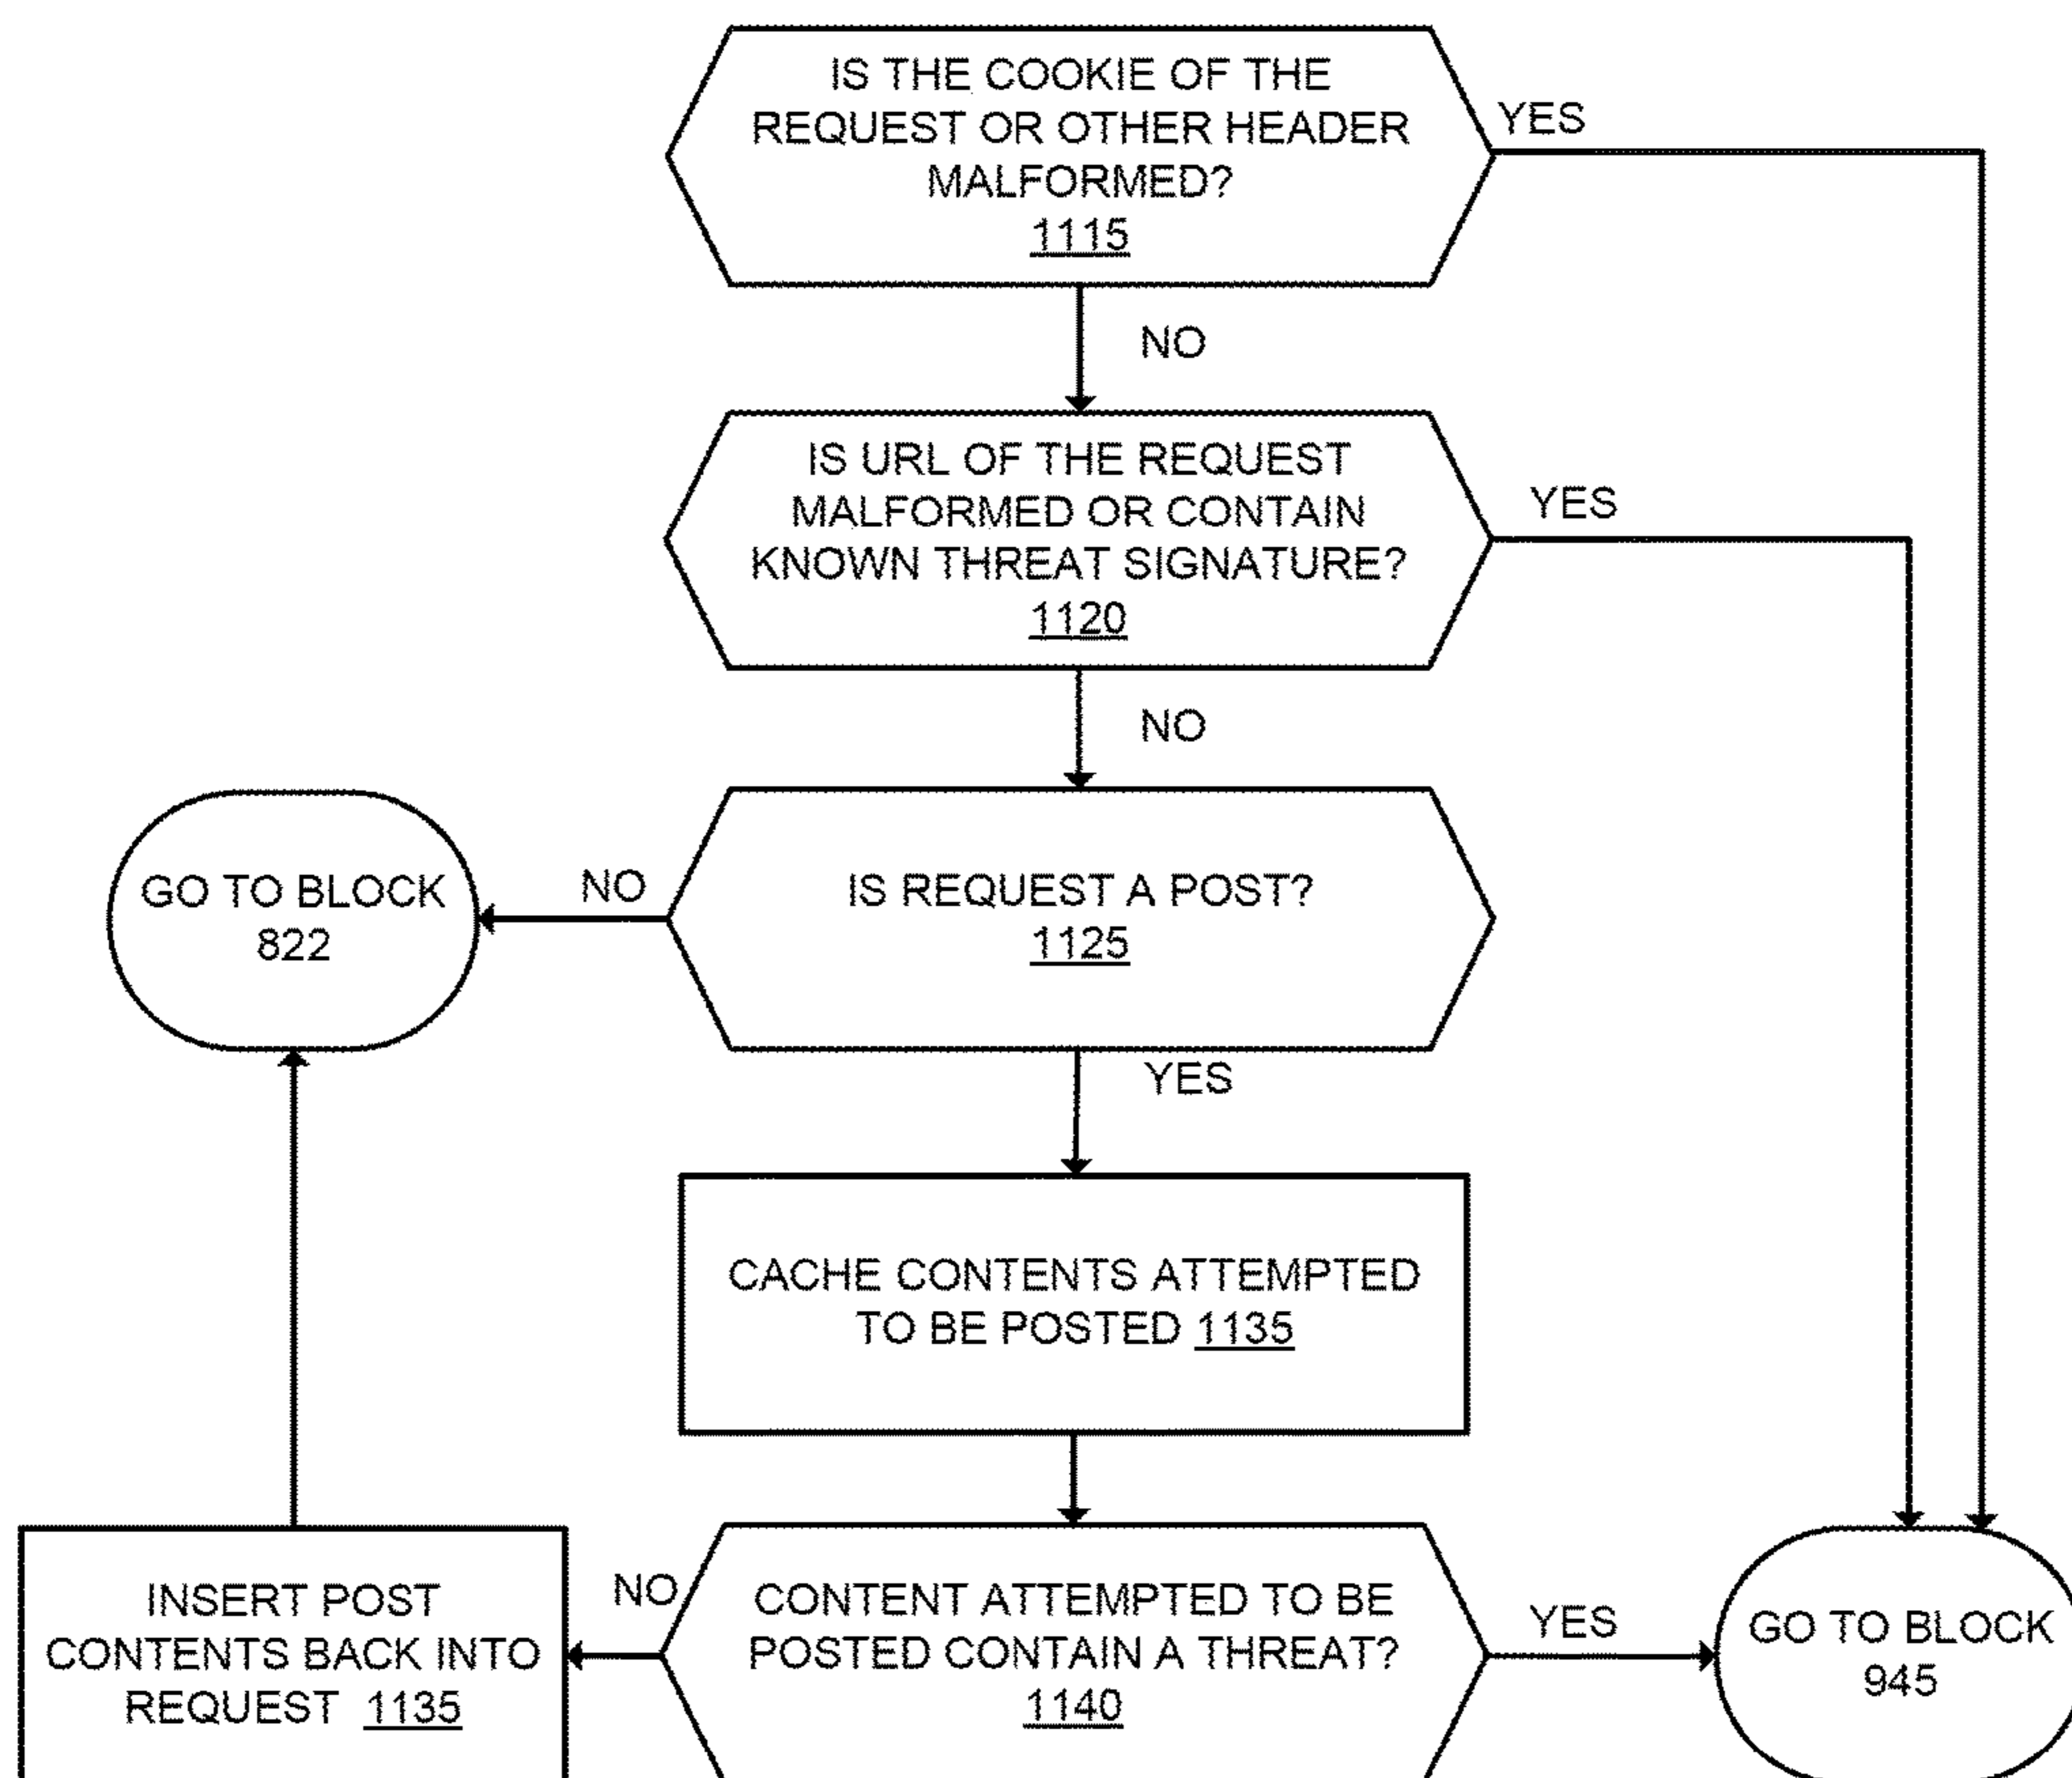 IS THE COOKIE OF THE
REQUEST OR OTHER HEADER
MALFORMED?
1115
YES
NO
IS URL OF THE REQUEST
MALFORMED OR CONTAIN
KNOWN THREAT SIGNATURE?
1120
YES
NO
GO TO BLOCK
822
NO
IS REQUEST A POST?
1125
YES
CACHE CONTENTS ATTEMPTED
TO BE POSTED 1135
INSERT POST
CONTENTS BACK INTO
REQUEST 1135
NO
CONTENT ATTEMPTED TO BE
POSTED CONTAIN A THREAT?
1140
YES
GO TO BLOCK
945